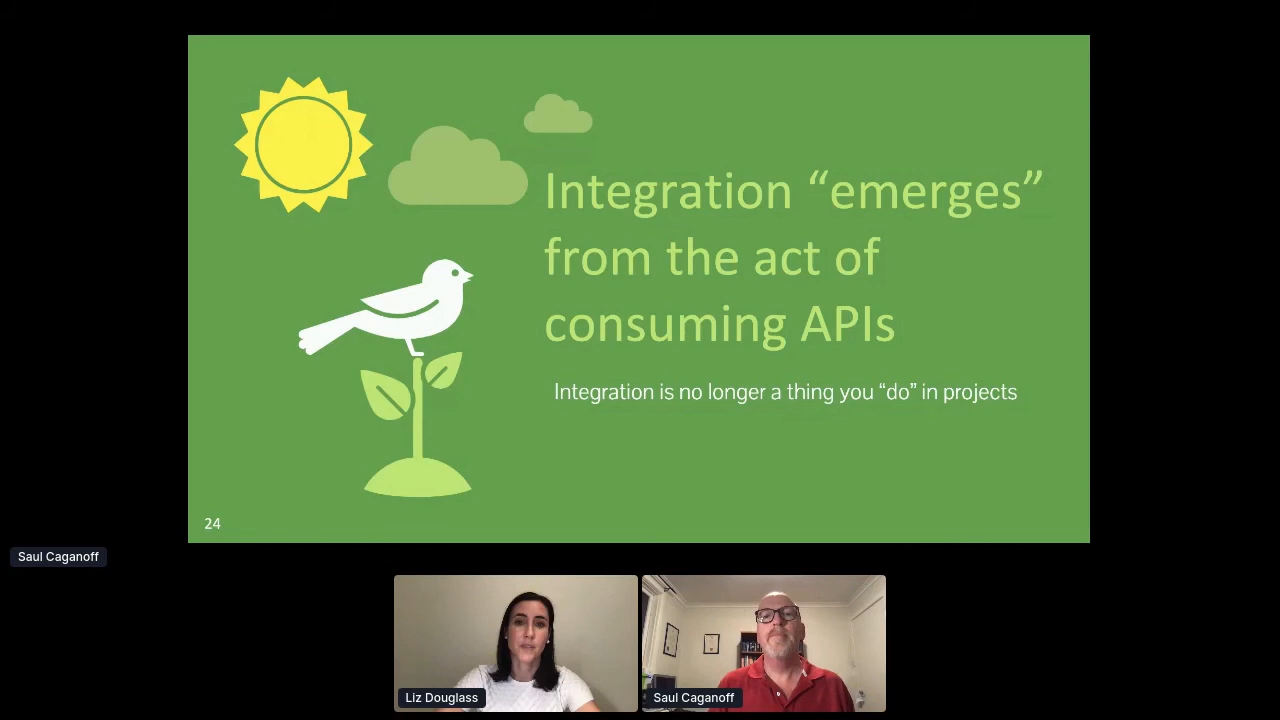 Integration “emerges”
from the act of
consuming APIs
Integration is no longer a thing you “do” in projects
24
Saul Caganoff
Liz Douglass
Saul Caganoff